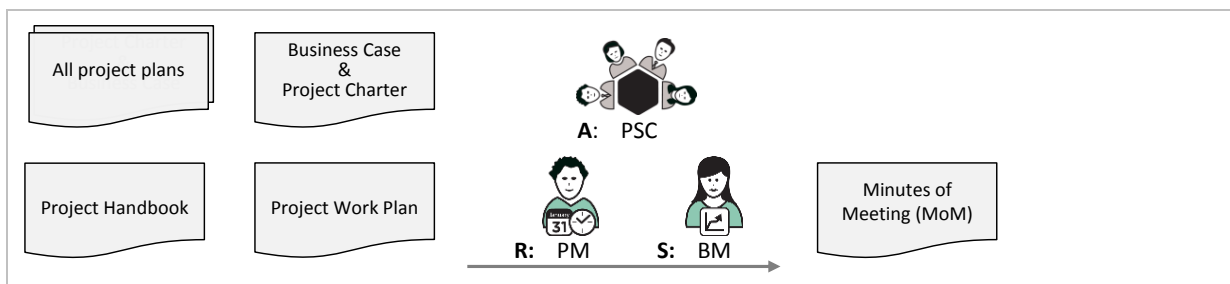 All project plans
Business Case
&
Project Charter
A: PSC
Project Handbook
Project Work Plan
January
31
R: PM
S: BM
Minutes of
Meeting (MoM)